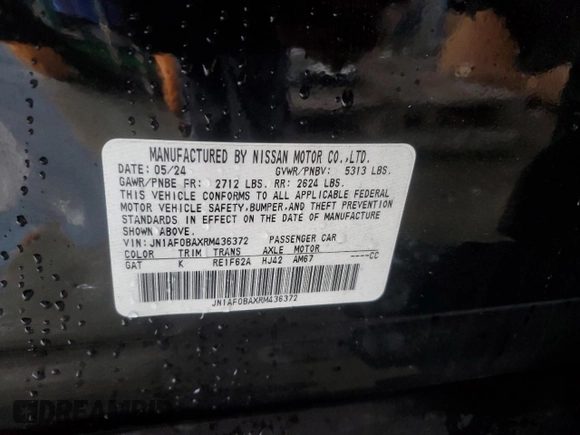 MANUFACTURED BY NISSAN MOTOR CO.,LTD.
DATE: 05/24 GVWR/PNBV: 5313 LBS.
GAWR/PNBE FR: 2712 LBS. RR: 2624 LBS.
THIS VEHICLE CONFORMS TO ALL APPLICABLE FEDERAL
MOTOR VEHICLE SAFETY,BUMPER,AND THEFT PREVENTION
STANDARDS IN EFFECT ON THE DATE OF MANUFACTURE
SHOWN ABOVE.
VIN: JN1AF0BAXRM436372 PASSENGER CAR
COLOR TRIM TRANS AXLE MOTOR
GAT K RE1F62A HJ42 AM67 ----CC
JN1AF0BAXRM436372
DREAMBID